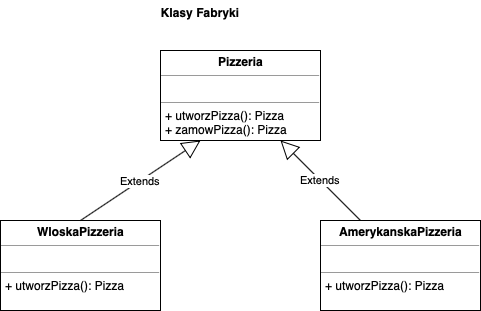 Klasy Fabryki
Pizzeria
+ utworzPizza(): Pizza
+ zamowPizza(): Pizza
Extends
Extends
WloskaPizzeria
+ utworzPizza(): Pizza
AmerykanskaPizzeria
+ utworzPizza(): Pizza